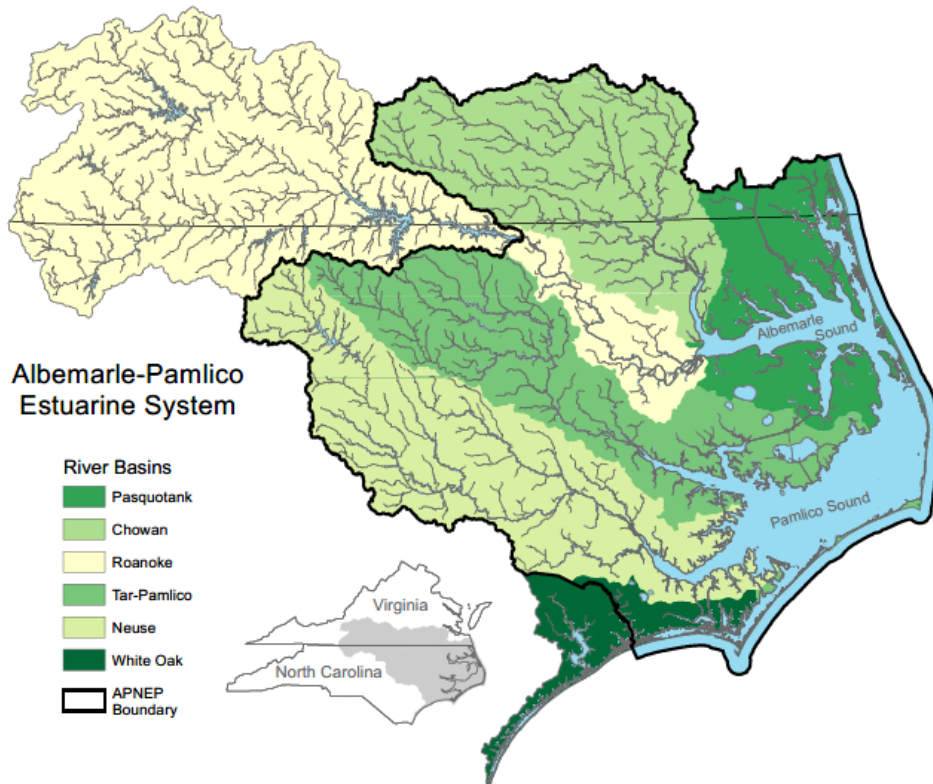 Albemarle
Sound
Albemarle-Pamlico
Estuarine System
River Basins
Pasquotank
Chowan
Roanoke
Tar-Pamlico
Neuse
White Oak
APNEP
Boundary
Pamlico Sound
Virginia
North Carolina